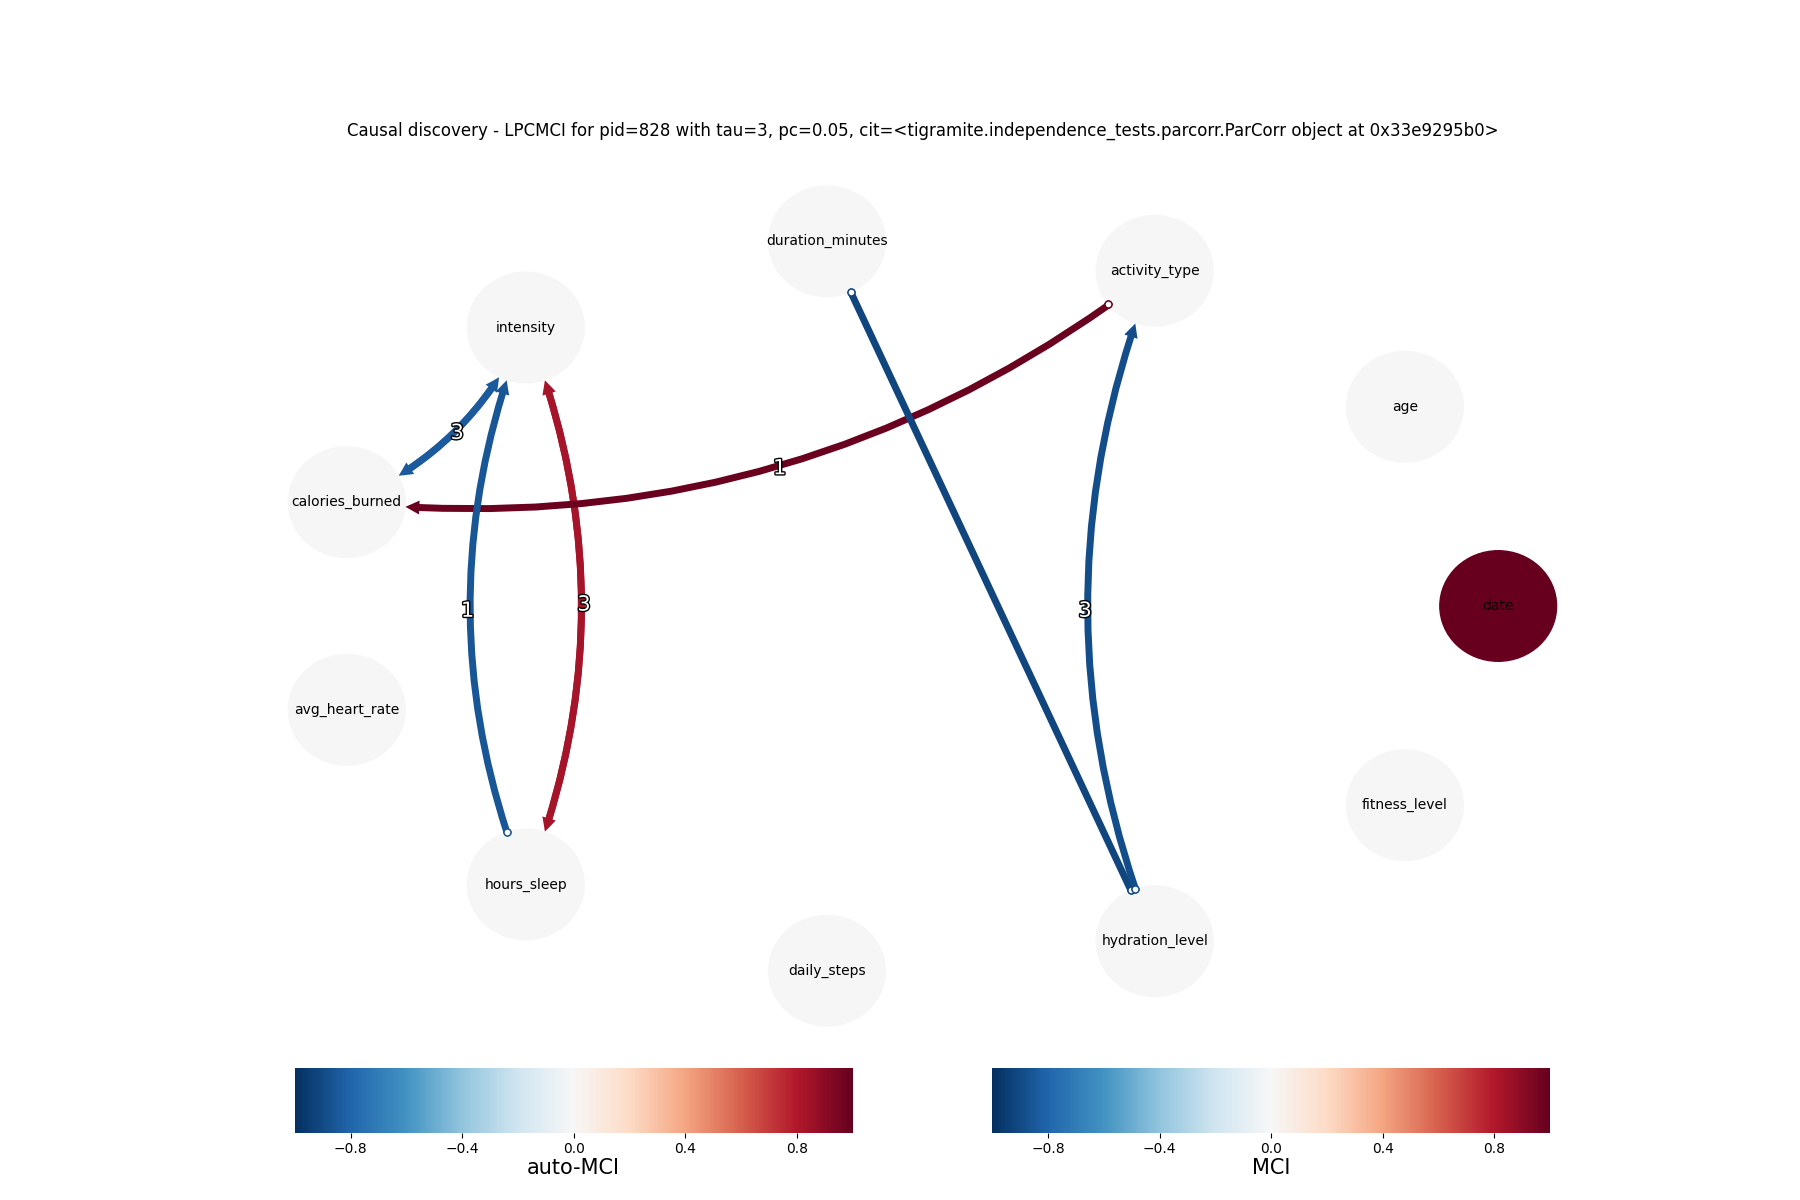 Causal discovery - LPCMCI for pid=828 with tau=3, pc=0.05, cit=<tigramite.independence_tests.parcorr.ParCorr object at 0x33e9295b0>
duration_minutes
activity_type
intensity
age
3
1
calories_burned
3
1
3
date
avg_heart_rate
fitness_level
hours_sleep
hydration_level
daily_steps
−0.8 −0.4 0.0 0.4 0.8
auto-MCI
−0.8 −0.4 0.0 0.4 0.8
MCI